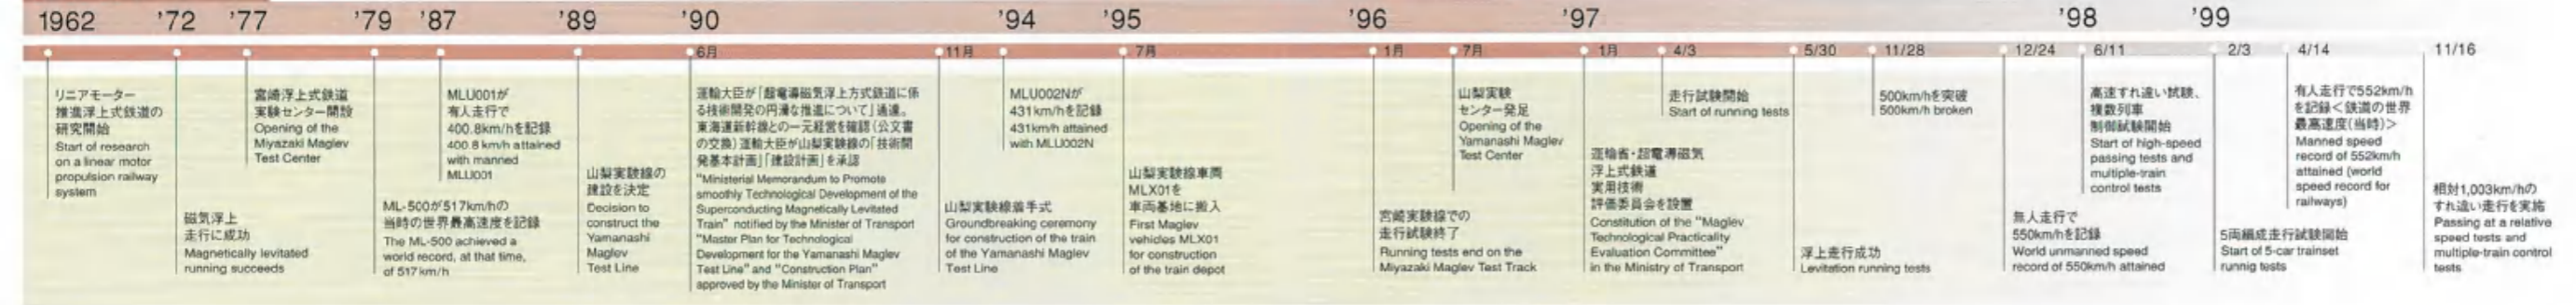 1962
'72
'77
'79
'87
'89
'90
'94
'95
'96
'97
'98
'99
6月
11月
7月
1月
7月
1月
4/3
5/30
11/28
12/24
6/11
2/3
4/14
11/16
リニアモーター
推進浮上式鉄道の
研究開始
Start of research
on a linear motor
propulsion railway
system
磁気浮上
走行に成功
Magnetically levitated
running succeeds
宮崎浮上式鉄道
実験センター開設
Opening of the
Miyazaki Maglev
Test Center
ML-500が517km/hの
当時の世界最高速度を記録
The ML-500 achieved a
world record, at that time,
of 517 km/h
MLU001が
有人走行で
400.8km/hを記録
400.8 km/h attained
with manned
MLU001
山梨実験線の
建設を決定
Decision to
construct the
Yamanashi
Maglev
Test Line
運輸大臣が「超電導磁気浮上方式鉄道に係
る技術開発の円滑な推進について」通達。
東海道新幹線との一元経営を確認(公文書
の交換)運輸大臣が山梨実験線の「技術開
発基本計画」「建設計画」を承認
"Ministerial Memorandum to Promote
smoothly Technological Development of the
Superconducting Magnetically Levitated
Train" notified by the Minister of Transport
"Master Plan for Technological
Development for the Yamanashi Maglev
Test Line" and "Construction Plan"
approved by the Minister of Transport
山梨実験線着手式
Groundbreaking ceremony
for construction of the train
of the Yamanashi Maglev
Test Line
MLU002Nが
431km/hを記録
431km/h attained
with MLU002N
山梨実験線車両
MLX01を
車両基地に搬入
First Maglev
vehicles MLX01
for construction
of the train depot
宮崎実験線での
走行試験終了
Running tests end on the
Miyazaki Maglev Test Track
山梨実験
センター発足
Opening of the
Yamanashi Maglev
Test Center
運輸省・超電導磁気
浮上式鉄道
実用技術
評価委員会を設置
Constitution of the "Maglev
Technological Practicality
Evaluation Committee"
in the Ministry of Transport
走行試験開始
Start of running tests
浮上走行成功
Levitation running tests
500km/hを突破
500km/h broken
無人走行で
550km/hを記録
World unmanned speed
record of 550km/h attained
高速すれ違い試験、
複数列車
制御試験開始
Start of high-speed
passing tests and
multiple-train
control tests
5両編成走行試験開始
Start of 5-car trainset
runnig tests
有人走行で552km/h
を記録<鉄道の世界
最高速度(当時)>
Manned speed
record of 552km/h
attained (world
speed record for
railways)
相対1,003km/hの
すれ違い走行を実施
Passing at a relative
speed tests and
multiple-train control
tests